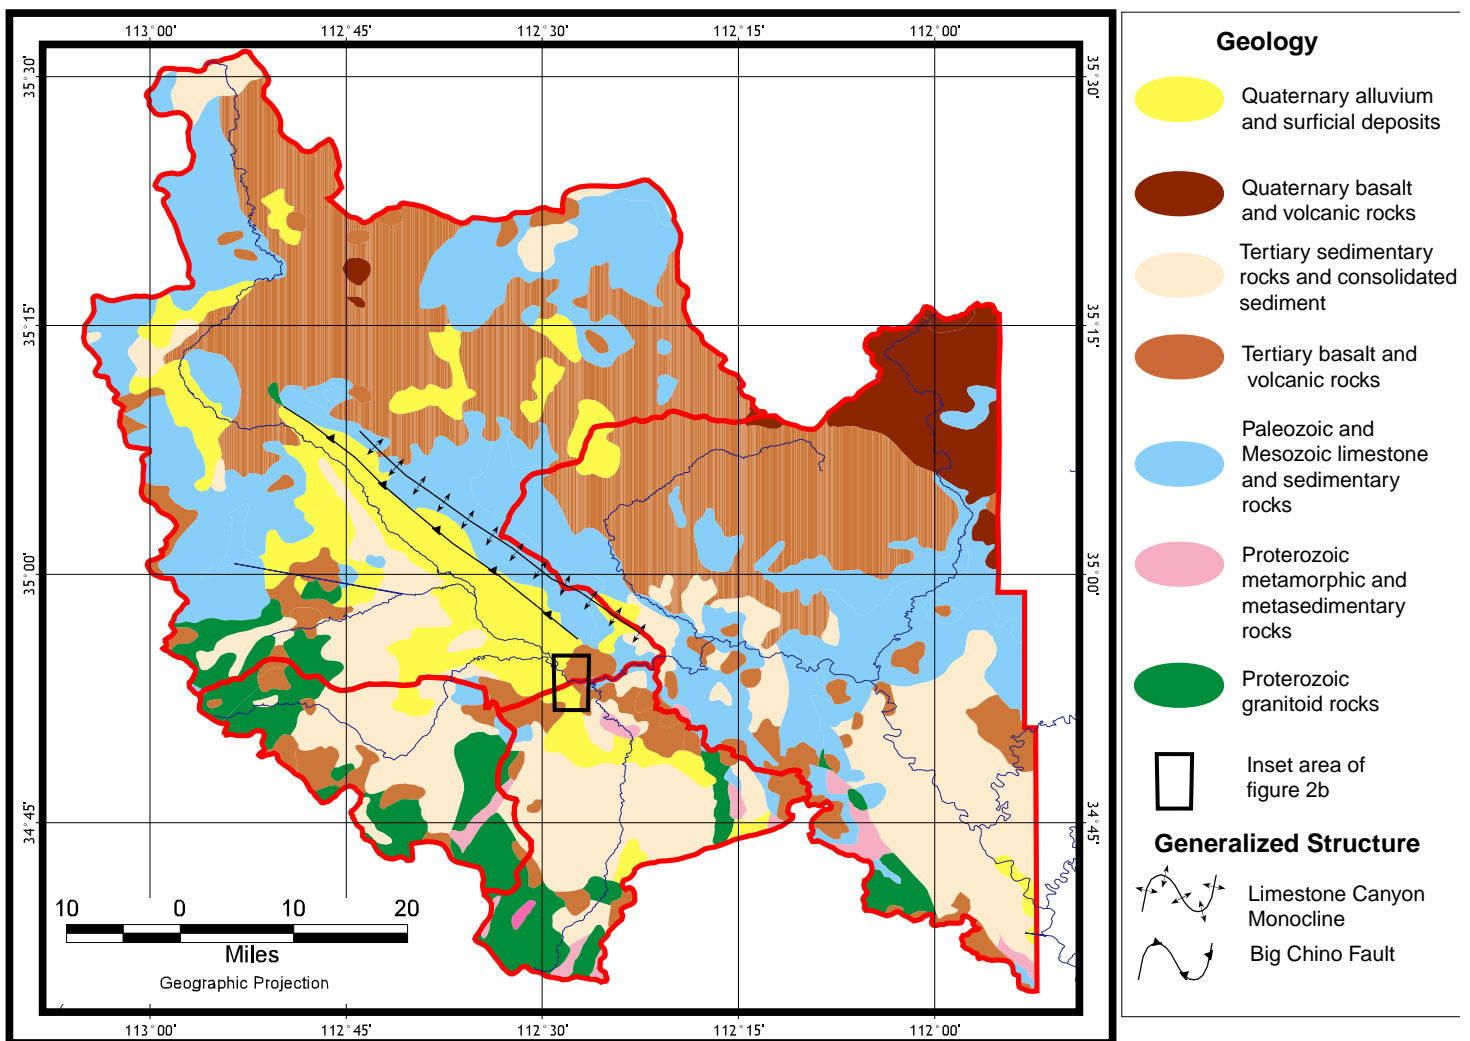 113°00' 112°45' 112°30' 112°15' 112°00'
35°30' 35°30'
35°15' 35°15'
35°00' 35°00'
34°45' 34°45'
10 0 10 20
Miles
Geographic Projection
113°00' 112°45' 112°30' 112°15' 112°00'
Geology
Quaternary alluvium
and surficial deposits
Quaternary basalt
and volcanic rocks
Tertiary sedimentary
rocks and consolidated
sediment
Tertiary basalt and
volcanic rocks
Paleozoic and
Mesozoic limestone
and sedimentary
rocks
Proterozoic
metamorphic and
metasedimentary
rocks
Proterozoic
granitoid rocks
Inset area of
figure 2b
Generalized Structure
Limestone Canyon
Monocline
Big Chino Fault